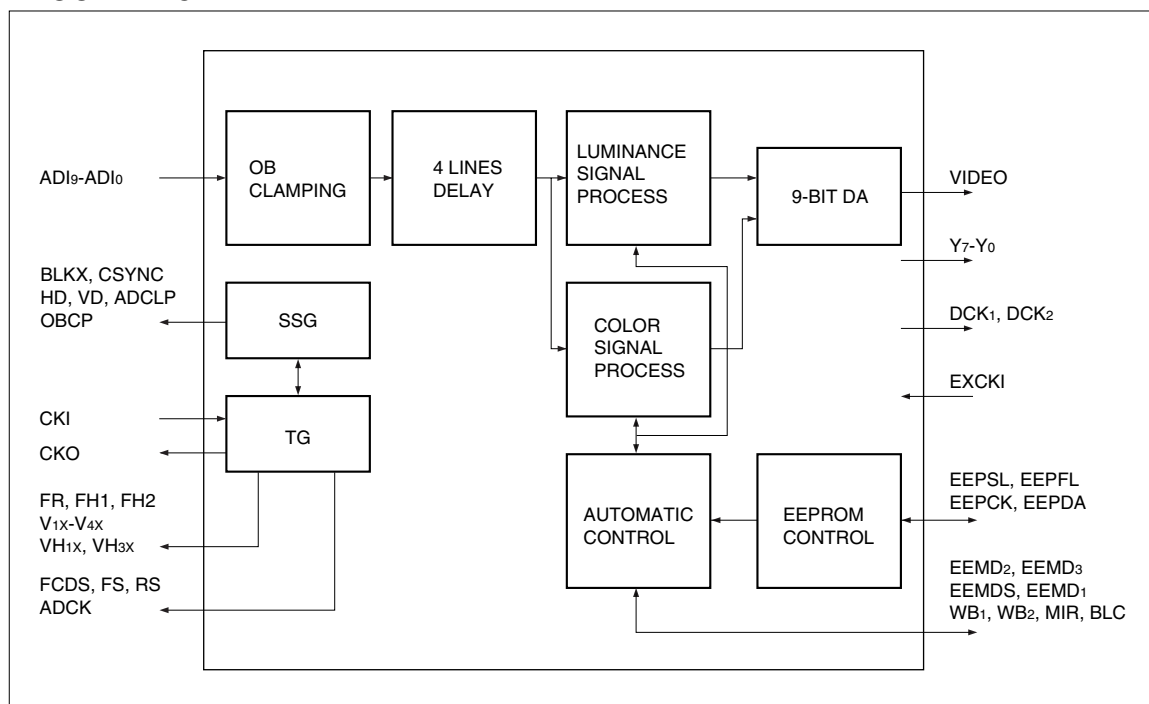 ADI9-ADI0
OB
CLAMPING
4 LINES
DELAY
LUMINANCE
SIGNAL
PROCESS
9-BIT DA
VIDEO
Y7-Y0
DCK1, DCK2
EXCKI
BLKX, CSYNC
HD, VD, ADCLP
OBCP
SSG
COLOR
SIGNAL
PROCESS
CKI
CKO
TG
FR, FH1, FH2
V1X-V4X
VH1X, VH3X
FCDS, FS, RS
ADCK
AUTOMATIC
CONTROL
EEPROM
CONTROL
EEPSL, EEPFL
EEPCK, EEPDA
EEMD2, EEMD3
EEMDS, EEMD1
WB1, WB2, MIR, BLC